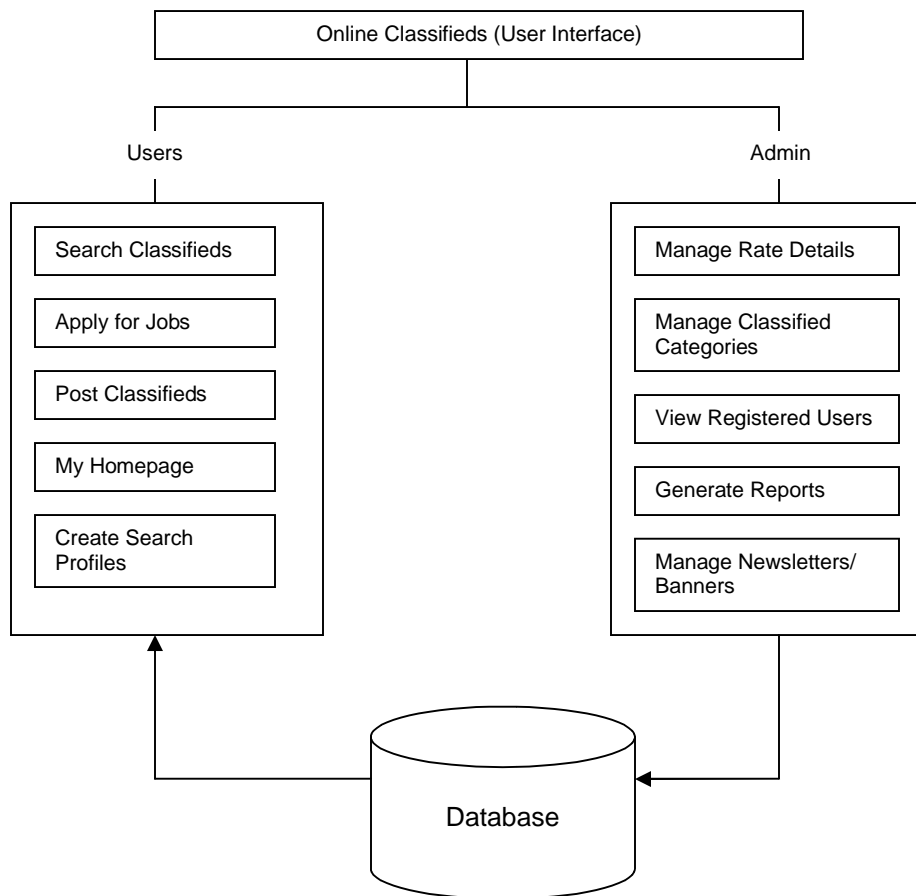 Online Classifieds (User Interface)
Users
Admin
Search Classifieds
Apply for Jobs
Post Classifieds
My Homepage
Create Search
Profiles
Manage Rate Details
Manage Classified
Categories
View Registered Users
Generate Reports
Manage Newsletters/
Banners
Database